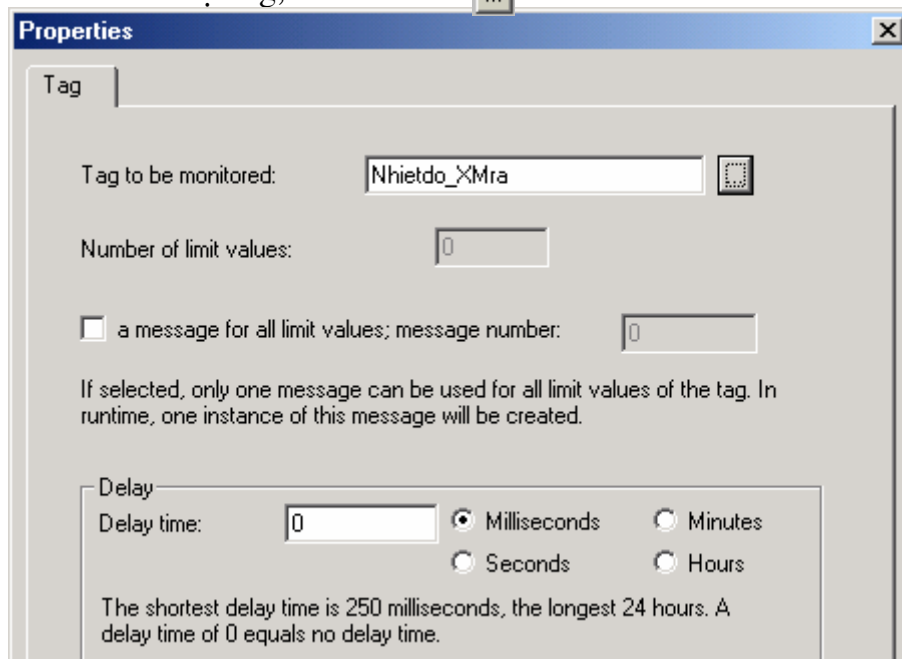 Properties
Tag
Tag to be monitored: Nhietdo_XMra
Number of limit values: 0
a message for all limit values; message number: 0
If selected, only one message can be used for all limit values of the tag. In
runtime, one instance of this message will be created.
Delay
Delay time: 0 Milliseconds Minutes
Seconds Hours
The shortest delay time is 250 milliseconds, the longest 24 hours. A
delay time of 0 equals no delay time.